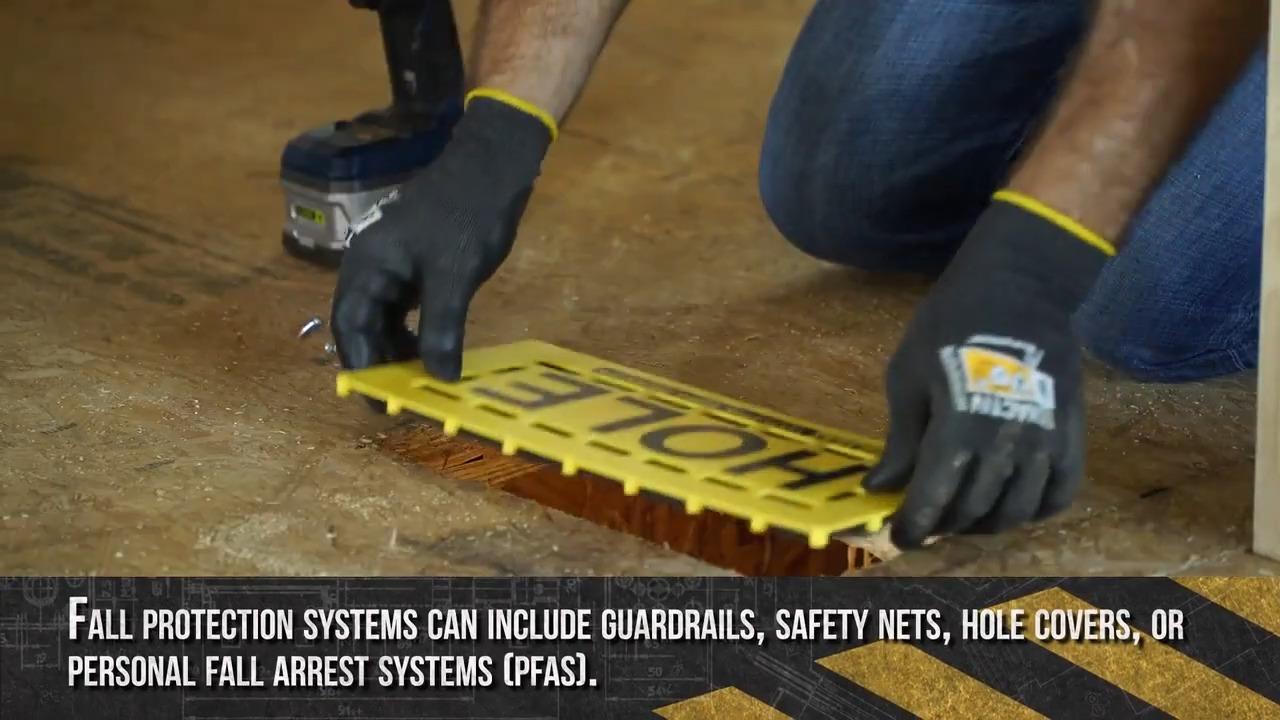 HOLE
Fall protection systems can include guardrails, safety nets, hole covers, or
personal fall arrest systems (PFAS).